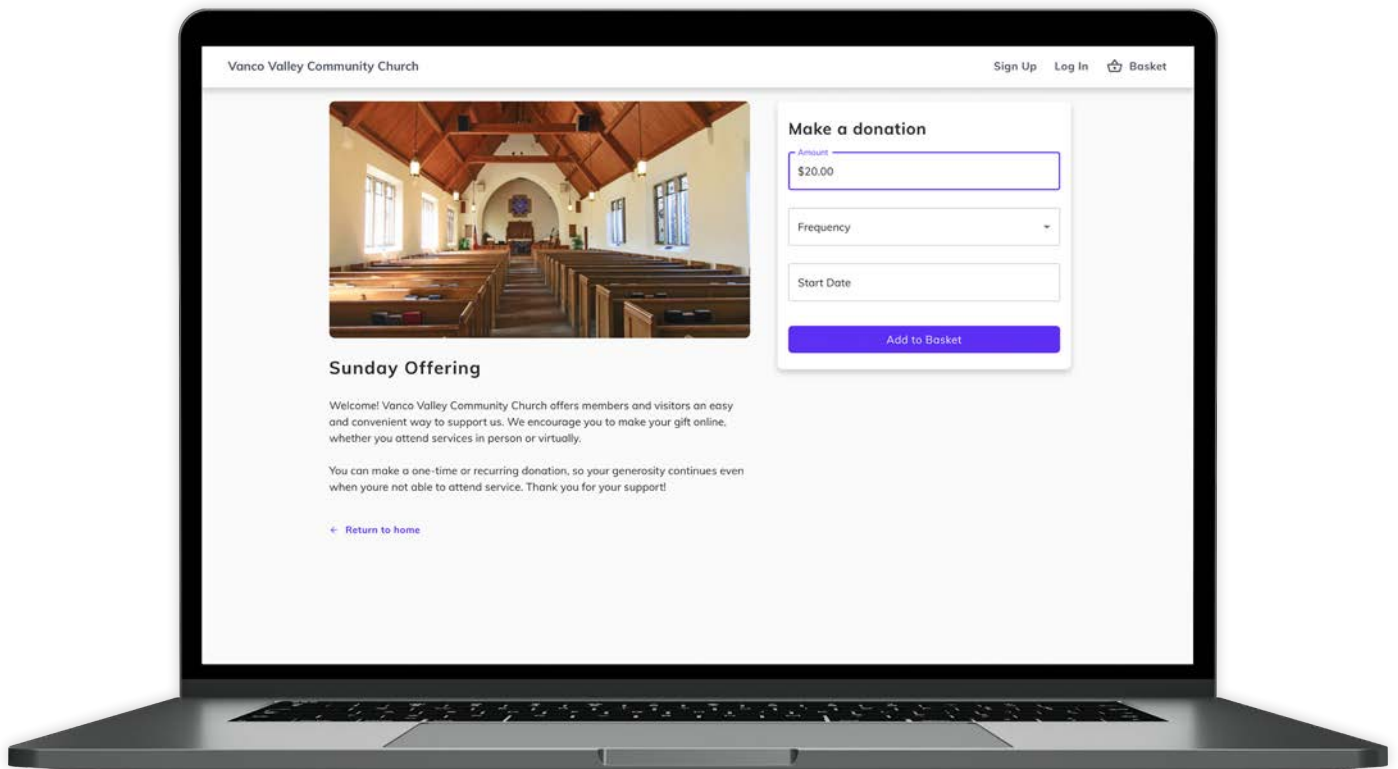 Vanco Valley Community Church
Sign Up Log In Basket
Make a donation
Amount
$20.00
Frequency
Start Date
Add to Basket
Sunday Offering
Welcome! Vanco Valley Community Church offers members and visitors an easy
and convenient way to support us. We encourage you to make your gift online,
whether you attend services in person or virtually.
You can make a one-time or recurring donation, so your generosity continues even
when youre not able to attend service. Thank you for your support!
← Return to home